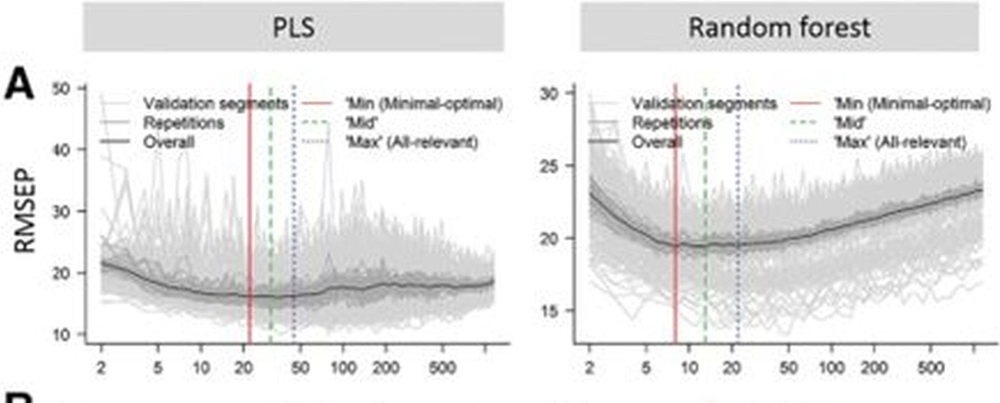 PLS
Random forest
A
50
40
30
20
10
RMSEP
Validation segments
Repetitions
Overall
'Min (Minimal-optimal)
'Mid'
'Max' (All-relevant)
2 5 10 20 50 100 200 500
30
25
20
15
Validation segments
Repetitions
Overall
'Min (Minimal-optimal)
'Mid'
'Max' (All-relevant)
2 5 10 20 50 100 200 500
B